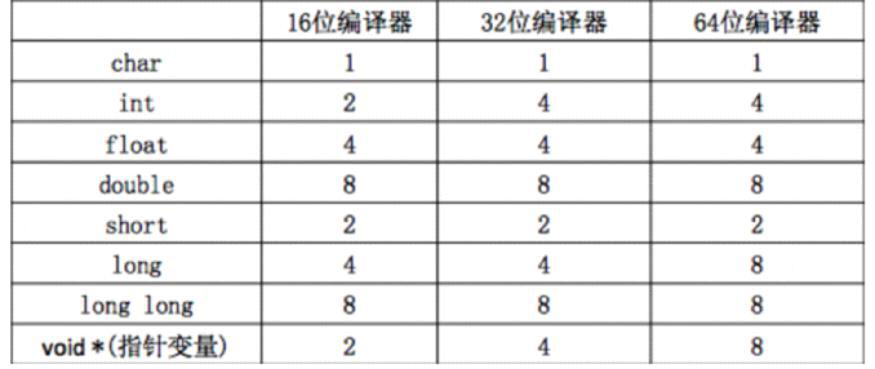 16位编译器 32位编译器 64位编译器
char 1 1 1
int 2 4 4
float 4 4 4
double 8 8 8
short 2 2 2
long 4 4 8
long long 8 8 8
void *(指针变量) 2 4 8